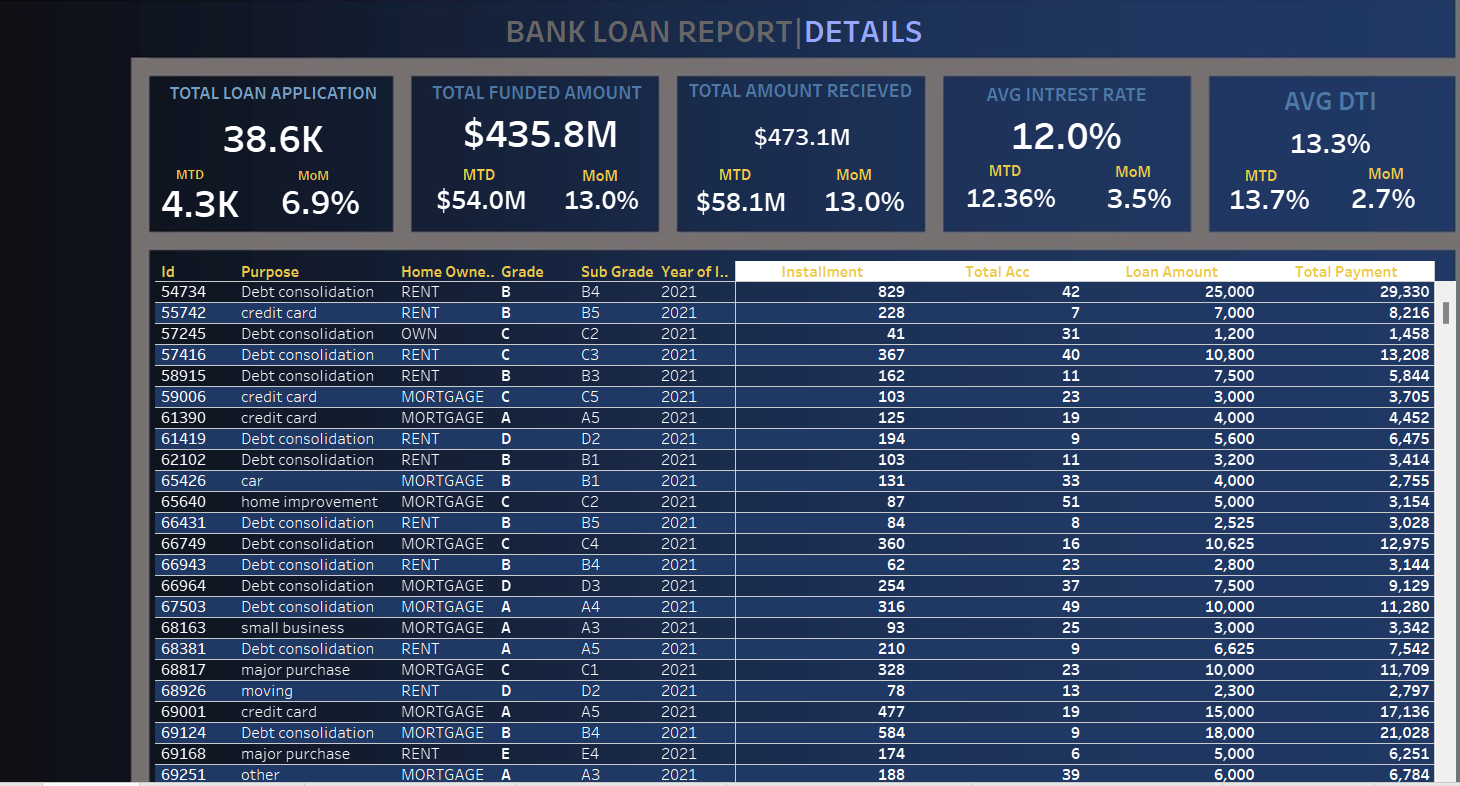 BANK LOAN REPORT|DETAILS
TOTAL LOAN APPLICATION
38.6K
MTD MoM
4.3K 6.9%
TOTAL FUNDED AMOUNT
$435.8M
MTD MoM
$54.0M 13.0%
TOTAL AMOUNT RECIEVED
$473.1M
MTD MoM
$58.1M 13.0%
AVG INTREST RATE
12.0%
MTD MoM
12.36% 3.5%
AVG DTI
13.3%
MTD MoM
13.7% 2.7%
Id Purpose Home Owne.. Grade Sub Grade Year of I.. Installment Total Acc Loan Amount Total Payment
54734 Debt consolidation RENT B B4 2021 829 42 25,000 29,330
55742 credit card RENT B B5 2021 228 7 7,000 8,216
57245 Debt consolidation OWN C C2 2021 41 31 1,200 1,458
57416 Debt consolidation RENT C C3 2021 367 40 10,800 13,208
58915 Debt consolidation RENT B B3 2021 162 11 7,500 5,844
59006 credit card MORTGAGE C C5 2021 103 23 3,000 3,705
61390 credit card MORTGAGE A A5 2021 125 19 4,000 4,452
61419 Debt consolidation RENT D D2 2021 194 9 5,600 6,475
62102 Debt consolidation RENT B B1 2021 103 11 3,200 3,414
65426 car MORTGAGE B B1 2021 131 33 4,000 2,755
65640 home improvement MORTGAGE C C2 2021 87 51 5,000 3,154
66431 Debt consolidation RENT B B5 2021 84 8 2,525 3,028
66749 Debt consolidation MORTGAGE C C4 2021 360 16 10,625 12,975
66943 Debt consolidation RENT B B4 2021 62 23 2,800 3,144
66964 Debt consolidation MORTGAGE D D3 2021 254 37 7,500 9,129
67503 Debt consolidation MORTGAGE A A4 2021 316 49 10,000 11,280
68163 small business MORTGAGE A A3 2021 93 25 3,000 3,342
68381 Debt consolidation RENT A A5 2021 210 9 6,625 7,542
68817 major purchase MORTGAGE C C1 2021 328 23 10,000 11,709
68926 moving RENT D D2 2021 78 13 2,300 2,797
69001 credit card MORTGAGE A A5 2021 477 19 15,000 17,136
69124 Debt consolidation MORTGAGE B B4 2021 584 9 18,000 21,028
69168 major purchase RENT E E4 2021 174 6 5,000 6,251
69251 other MORTGAGE A A3 2021 188 39 6,000 6,784